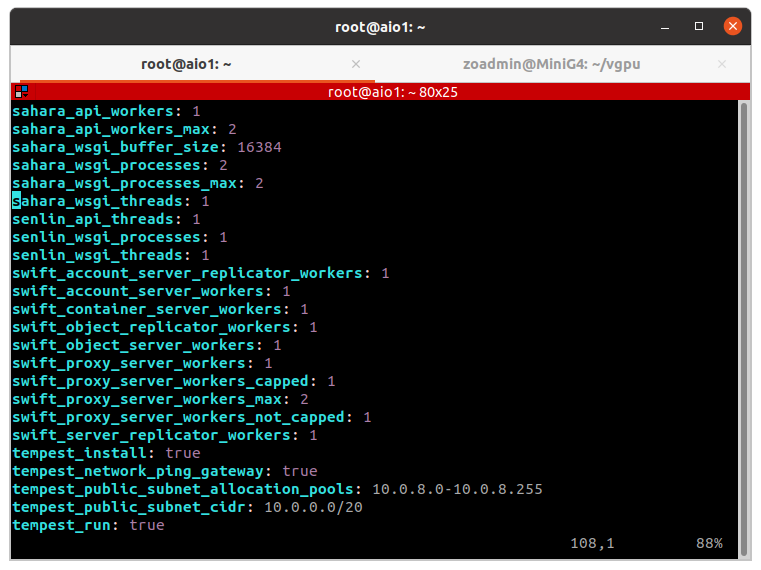 root@aio1: ~
root@aio1: ~
zoadmin@MiniG4: ~/vgpu
root@aio1: ~ 80x25
sahara_api_workers: 1
sahara_api_workers_max: 2
sahara_wsgi_buffer_size: 16384
sahara_wsgi_processes: 2
sahara_wsgi_processes_max: 2
sahara_wsgi_threads: 1
senlin_api_threads: 1
senlin_wsgi_processes: 1
senlin_wsgi_threads: 1
swift_account_server_replicator_workers: 1
swift_account_server_workers: 1
swift_container_server_workers: 1
swift_object_replicator_workers: 1
swift_object_server_workers: 1
swift_proxy_server_workers: 1
swift_proxy_server_workers_capped: 1
swift_proxy_server_workers_max: 2
swift_proxy_server_workers_not_capped: 1
swift_server_replicator_workers: 1
tempest_install: true
tempest_network_ping_gateway: true
tempest_public_subnet_allocation_pools: 10.0.8.0-10.0.8.255
tempest_public_subnet_cidr: 10.0.0.0/20
tempest_run: true
108,1 88%